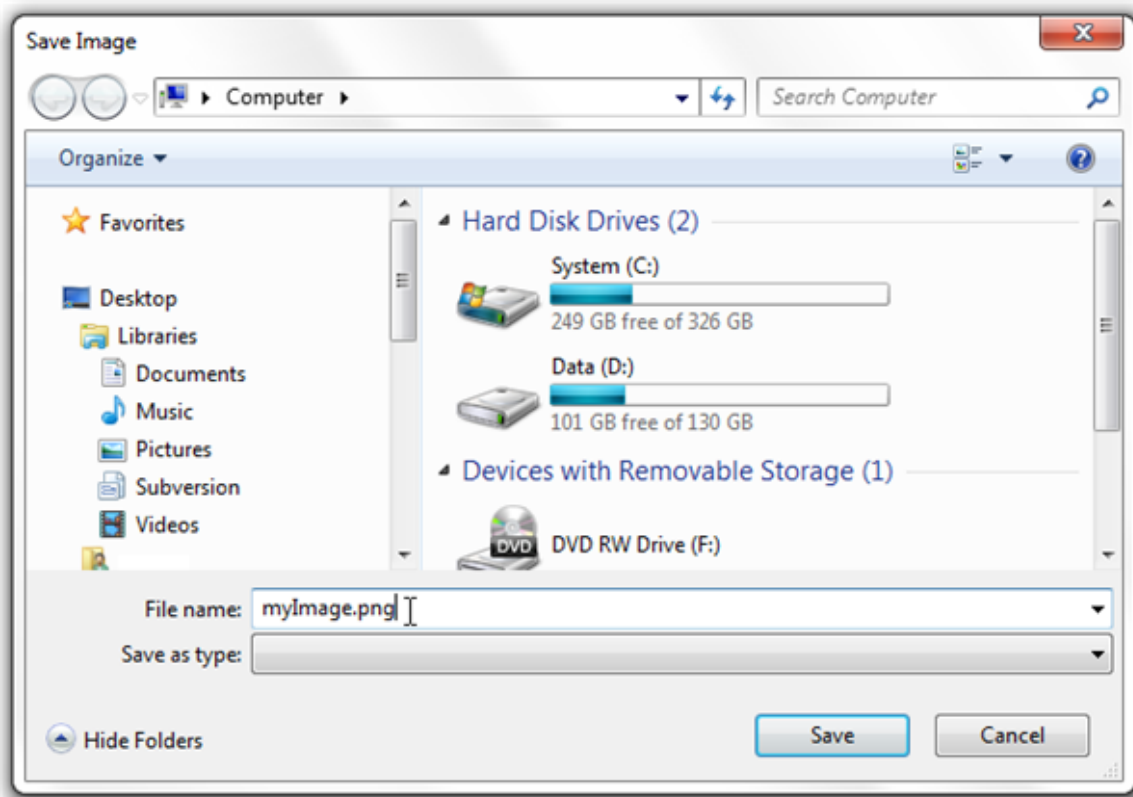 Save Image
Computer
Search Computer
Organize
Favorites
Desktop
Libraries
Documents
Music
Pictures
Subversion
Videos
Hard Disk Drives (2)
System (C:)
249 GB free of 326 GB
Data (D:)
101 GB free of 130 GB
Devices with Removable Storage (1)
DVD
DVD RW Drive (F:)
File name: myImage.png
Save as type:
Hide Folders
Save
Cancel